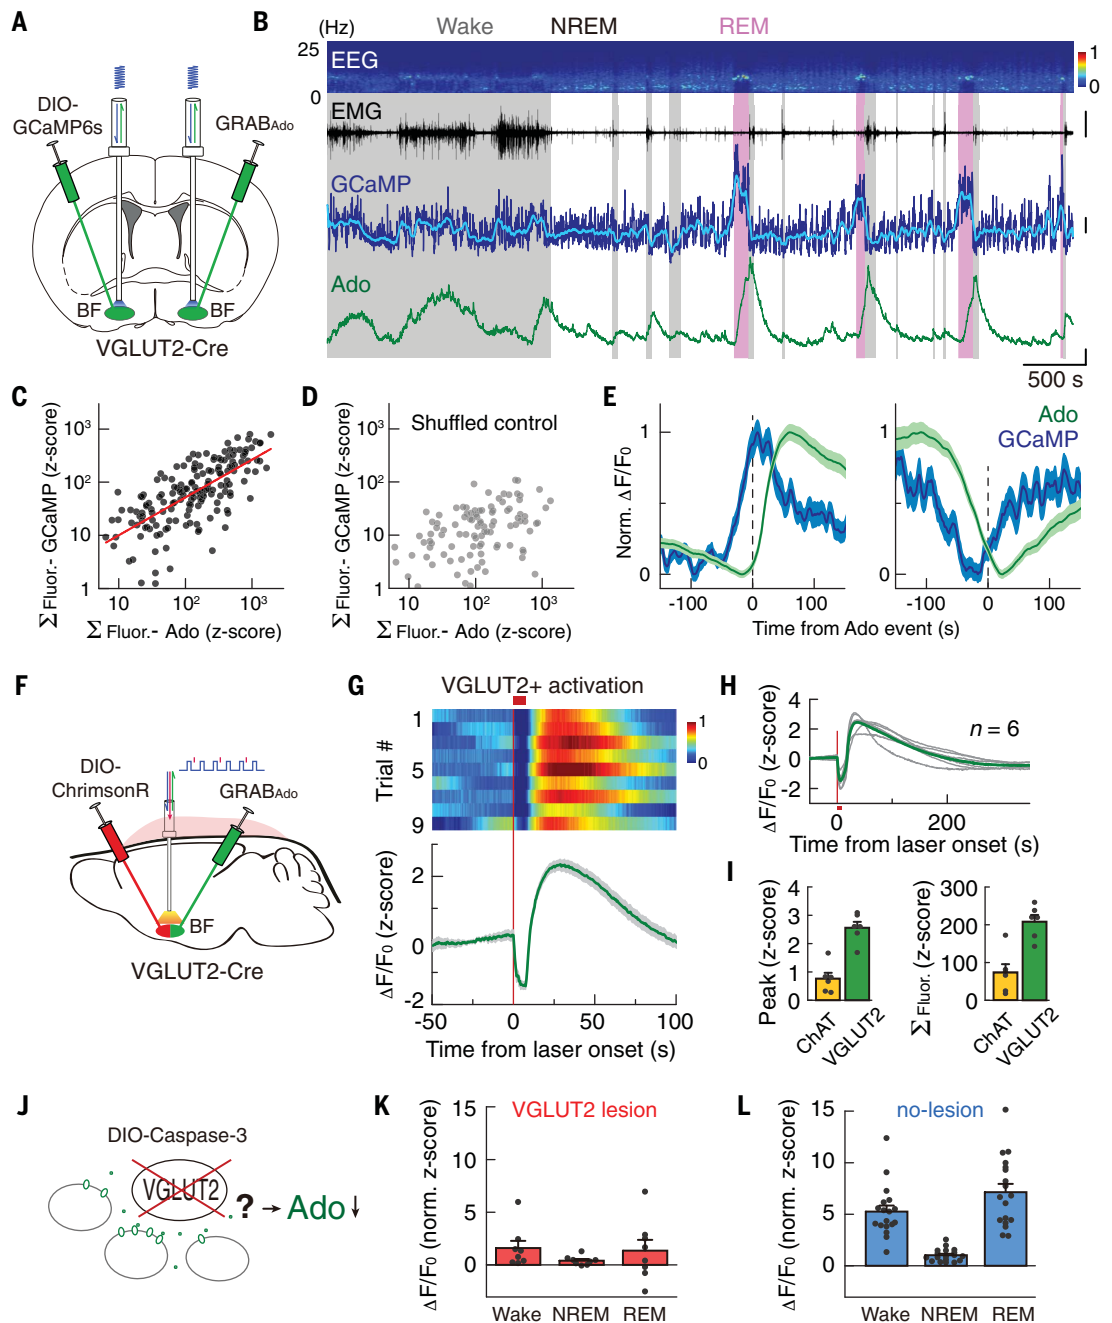 A
DIO-
GCaMP6s
GRABAdo
BF
BF
VGLUT2-Cre
B
(Hz)
Wake
NREM
REM
25
0
EEG
1
0
EMG
GCaMP
Ado
500 s
C
Σ Fluor.- GCaMP (z-score)
10³
10²
10
1
10
10²
10³
Σ Fluor.- Ado (z-score)
D
Shuffled control
Σ Fluor.- GCaMP (z-score)
10³
10²
10
1
10
10²
10³
Σ Fluor.- Ado (z-score)
E
Norm. ΔF/F₀
1
0
-100
0
100
Ado
GCaMP
1
0
-100
0
100
Time from Ado event (s)
F
DIO-
ChrimsonR
GRABAdo
BF
VGLUT2-Cre
G
VGLUT2+ activation
Trial #
1
5
9
1
0
ΔF/F₀ (z-score)
2
0
-2
-50
0
50
100
Time from laser onset (s)
H
ΔF/F₀ (z-score)
4
2
0
-2
n = 6
0
200
Time from laser onset (s)
I
Peak (z-score)
4
3
2
1
0
ChAT
VGLUT2
Σ Fluor. (z-score)
300
200
100
0
ChAT
VGLUT2
J
DIO-Caspase-3
VGLUT2
? → Ado ↓
K
VGLUT2 lesion
ΔF/F₀ (norm. z-score)
15
10
5
0
Wake
NREM
REM
L
no-lesion
ΔF/F₀ (norm. z-score)
15
10
5
0
Wake
NREM
REM